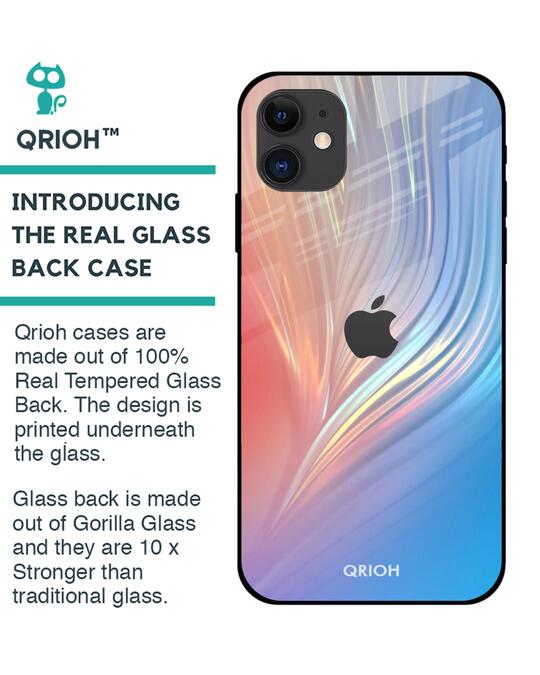 QRIOH™
INTRODUCING
THE REAL GLASS
BACK CASE
Qrioh cases are
made out of 100%
Real Tempered Glass
Back. The design is
printed underneath
the glass.
Glass back is made
out of Gorilla Glass
and they are 10 x
Stronger than
traditional glass.
QRIOH